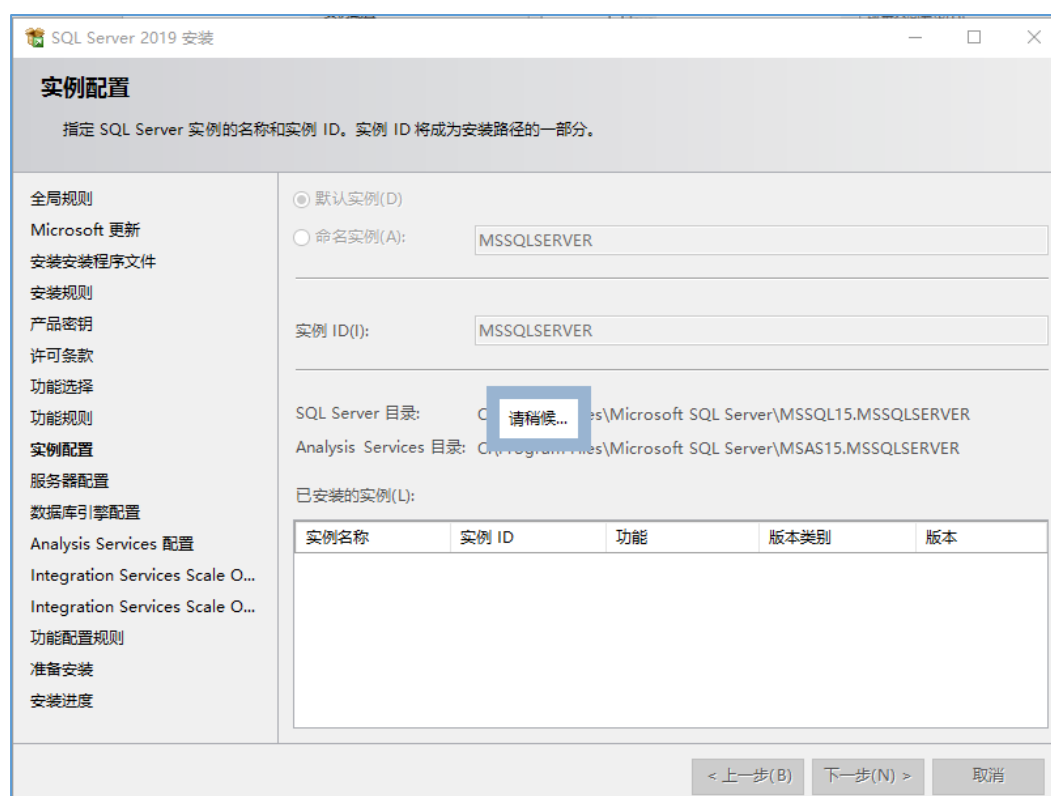 SQL Server 2019 安装
实例配置
指定 SQL Server 实例的名称和实例 ID。实例 ID 将成为安装路径的一部分。
全局规则
Microsoft 更新
安装安装程序文件
安装规则
产品密钥
许可条款
功能选择
功能规则
实例配置
服务器配置
数据库引擎配置
Analysis Services 配置
Integration Services Scale O...
Integration Services Scale O...
功能配置规则
准备安装
安装进度
默认实例(D)
命名实例(A): MSSQLSERVER
实例 ID(I): MSSQLSERVER
SQL Server 目录: C es\Microsoft SQL Server\MSSQL15.MSSQLSERVER
请稍候...
Analysis Services 目录: C:\Program Files\Microsoft SQL Server\MSAS15.MSSQLSERVER
已安装的实例(L):
实例名称 实例 ID 功能 版本类别 版本
< 上一步(B) 下一步(N) > 取消